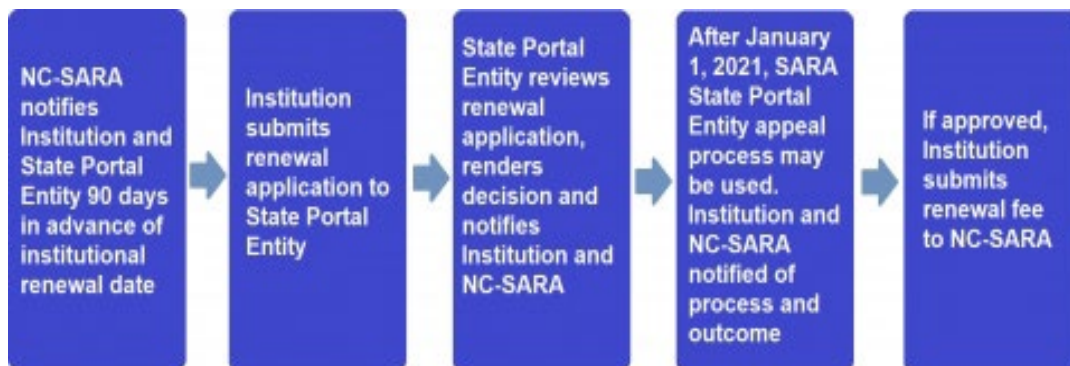 NC-SARA
notifies
Institution and
State Portal
Entity 90 days
in advance of
institutional
renewal date
Institution
submits
renewal
application to
State Portal
Entity
State Portal
Entity reviews
renewal
application,
renders
decision and
notifies
Institution and
NC-SARA
After January
1, 2021, SARA
State Portal
Entity appeal
process may
be used.
Institution and
NC-SARA
notified of
process and
outcome
If approved,
Institution
submits
renewal fee
to NC-SARA